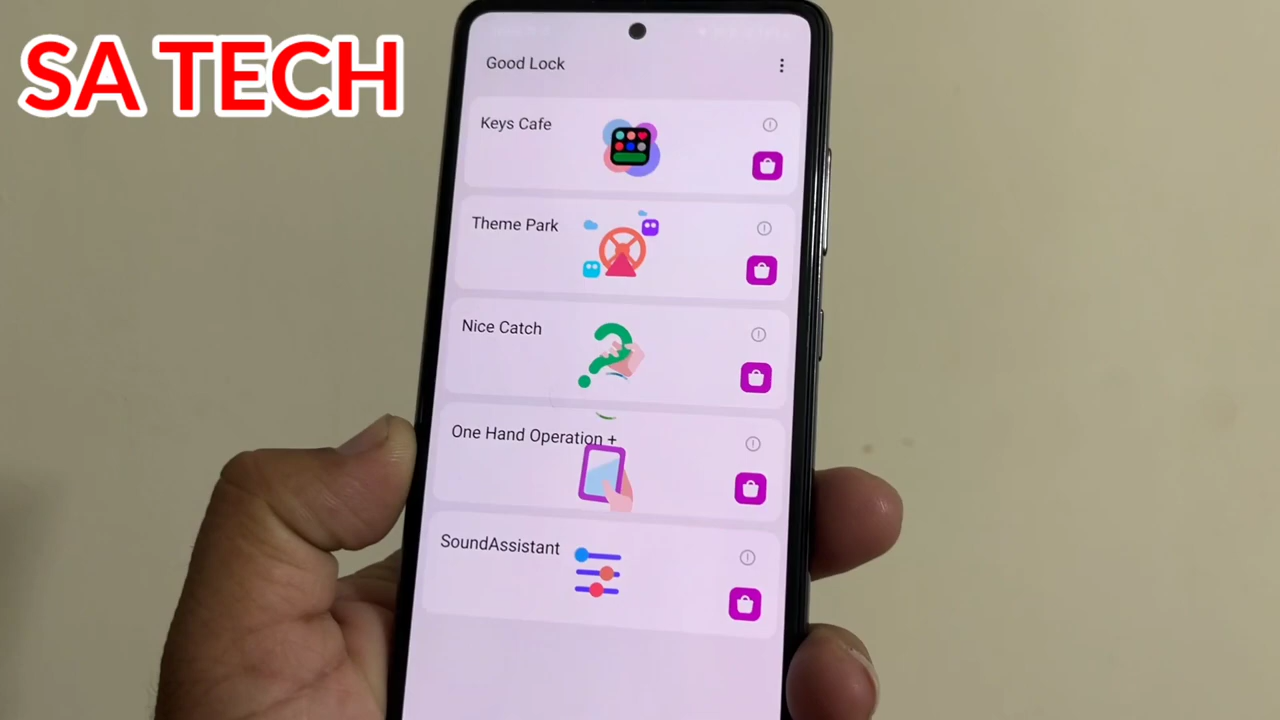 SA TECH
Good Lock
Keys Cafe
Theme Park
Nice Catch
One Hand Operation +
SoundAssistant